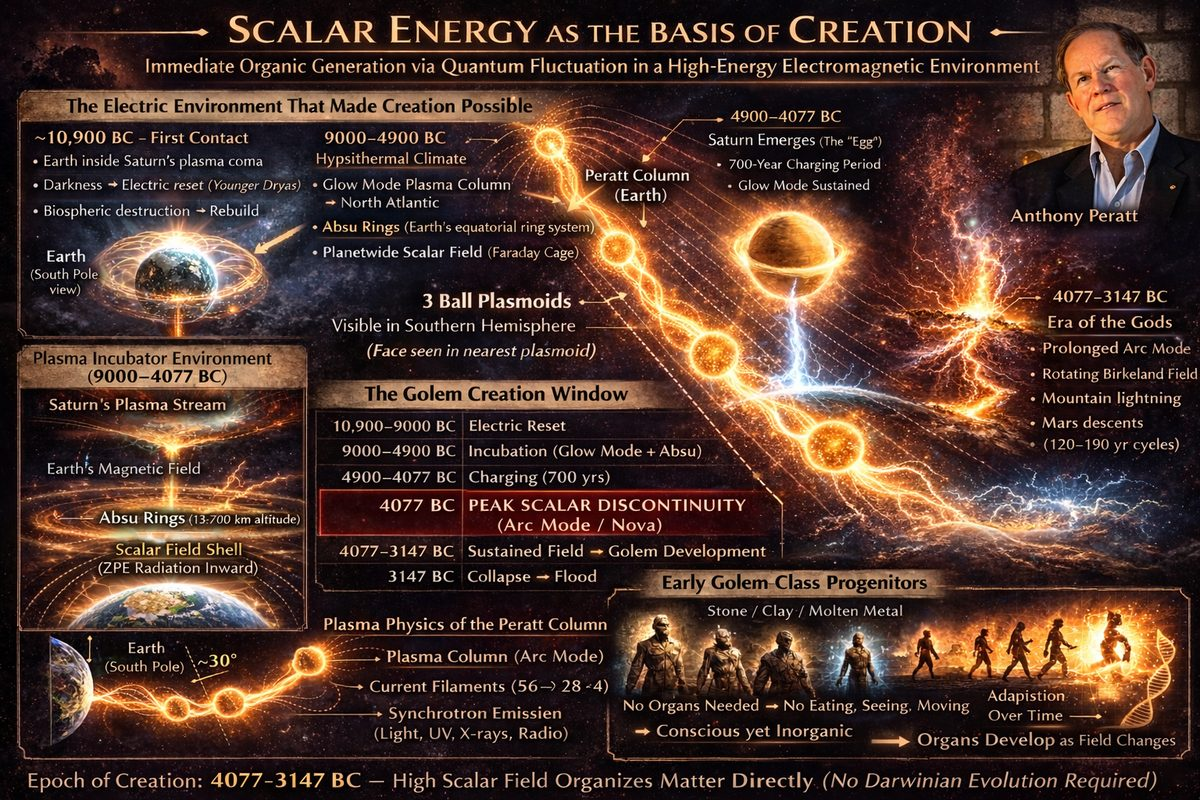 SCALAR ENERGY AS THE BASIS OF CREATION
Immediate Organic Generation via Quantum Fluctuation in a High-Energy Electromagnetic Environment
The Electric Environment That Made Creation Possible
~10,900 BC – First Contact
• Earth inside Saturn's plasma coma
• Darkness → Electric reset (Younger Dryas)
• Biospheric destruction → Rebuild
Earth
(South Pole
view)
9000–4900 BC
Hypsithermal Climate
• Glow Mode Plasma Column
→ North Atlantic
• Absu Rings (Earth's equatorial ring system)
• Planetwide Scalar Field (Faraday Cage)
Peratt Column
(Earth)
4900–4077 BC
Saturn Emerges (The "Egg")
• 700-Year Charging Period
• Glow Mode Sustained
Anthony Peratt
3 Ball Plasmoids
Visible in Southern Hemisphere
(Face seen in nearest plasmoid)
4077–3147 BC
Era of the Gods
• Prolonged Arc Mode
• Rotating Birkeland Field
• Mountain lightning
• Mars descents
• (120–190 yr cycles)
Plasma Incubator Environment
(9000–4077 BC)
Saturn's Plasma Stream
Earth's Magnetic Field
Absu Rings (13:700 km altitude)
Scalar Field Shell
(ZPE Radiation Inward)
The Golem Creation Window
10,900–9000 BC Electric Reset
9000–4900 BC Incubation (Glow Mode + Absu)
4900–4077 BC Charging (700 yrs)
4077 BC PEAK SCALAR DISCONTINUITY
(Arc Mode / Nova)
4077–3147 BC Sustained Field → Golem Development
3147 BC Collapse → Flood
Earth
(South Pole)
~30°
Plasma Physics of the Peratt Column
Plasma Column (Arc Mode)
Current Filaments (56→ 28 -4)
Synchrotron Emissien
(Light, UV, X-rays, Radio)
Early Golem-Class Progenitors
Stone / Clay / Molten Metal
No Organs Needed → No Eating, Seeing, Moving
→ Conscious yet Inorganic
Adapistion
Over Time
→ Organs Develop as Field Changes
Epoch of Creation: 4077–3147 BC — High Scalar Field Organizes Matter Directly (No Darwinian Evolution Required)